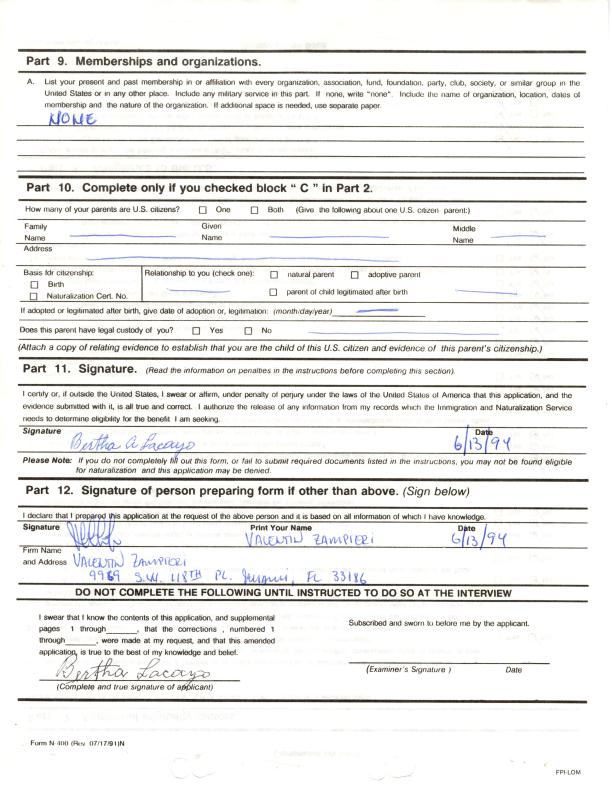 Part 9. Memberships and organizations.
A. List your present and past membership in or affiliation with every organization, association, fund, foundation, party, club, society, or similar group in the
United States or in any other place. Include any military service in this part. If none, write "none". Include the name of organization, location, dates of
membership and the nature of the organization. If additional space is needed, use separate paper.
NONE
Part 10. Complete only if you checked block " C " in Part 2.
How many of your parents are U.S. citizens? ☐ One ☐ Both (Give the following about one U.S. citizen parent:)
Family Given Middle
Name Name Name
Address
Basis for citizenship: Relationship to you (check one): ☐ natural parent ☐ adoptive parent
☐ Birth
☐ Naturalization Cert. No. ☐ parent of child legitimated after birth
If adopted or legitimated after birth, give date of adoption or, legitimation: (month/day/year)
Does this parent have legal custody of you? ☐ Yes ☐ No
(Attach a copy of relating evidence to establish that you are the child of this U.S. citizen and evidence of this parent's citizenship.)
Part 11. Signature. (Read the information on penalties in the instructions before completing this section).
I certify or, if outside the United States, I swear or affirm, under penalty of perjury under the laws of the United States of America that this application, and the
evidence submitted with it, is all true and correct. I authorize the release of any information from my records which the Immigration and Naturalization Service
needs to determine eligibility for the benefit I am seeking.
Signature Date
Bertha A Lacayo 6/13/94
Please Note: If you do not completely fill out this form, or fail to submit required documents listed in the instructions, you may not be found eligible
for naturalization and this application may be denied.
Part 12. Signature of person preparing form if other than above. (Sign below)
I declare that I prepared this application at the request of the above person and it is based on all information of which I have knowledge.
Signature Print Your Name Date
VALENTIN ZAMPIERI 6/13/94
Firm Name
and Address VALENTIN ZAMPIERI
9969 S.W. 118TH PL. Miami, FL 33186
DO NOT COMPLETE THE FOLLOWING UNTIL INSTRUCTED TO DO SO AT THE INTERVIEW
I swear that I know the contents of this application, and supplemental
pages 1 through______, that the corrections , numbered 1
through______, were made at my request, and that this amended
application, is true to the best of my knowledge and belief.
Subscribed and sworn to before me by the applicant.
Bertha Lacayo
(Complete and true signature of applicant)
(Examiner's Signature ) Date
Form N-400 (Rev. 07/17/91)N
FPI-LOM